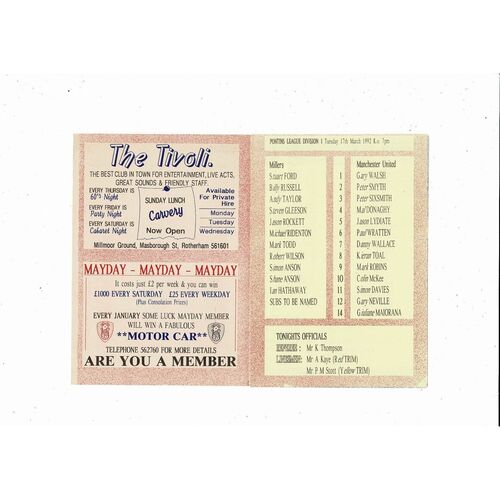 The Tivoli.
THE BEST CLUB IN TOWN FOR ENTERTAINMENT, LIVE ACTS,
GREAT SOUNDS & FRIENDLY STAFF.
EVERY THURSDAY IS
60'S Night
EVERY FRIDAY IS
Party Night
EVERY SATURDAY IS
Cabaret Night
SUNDAY LUNCH
Carvery
Now Open
Available
For Private
Hire
Monday
Tuesday
Wednesday
Millmoor Ground, Masborough St, Rotherham 561601
MAYDAY - MAYDAY - MAYDAY
It costs just £2 per week & you can win
£1000 EVERY SATURDAY £25 EVERY WEEKDAY
(Plus Consolation Prizes)
EVERY JANUARY SOME LUCK MAYDAY MEMBER
WILL WIN A FABULOUS
**MOTOR CAR**
TELEPHONE 562760 FOR MORE DETAILS
ARE YOU A MEMBER
PONTINS LEAGUE DIVISION 1 Tuesday 17th March 1992 K.o 7pm
Millers Manchester United
Stuart FORD 1 Gary WALSH
Billy RUSSELL 2 Peter SMYTH
Andy TAYLOR 3 Peter SIXSMITH
Steven GLEESON 4 Mal DONAGHY
Jason ROCKETT 5 Jason LYDIATE
Michael RIDENTON 6 Paul WRATTEN
Mark TODD 7 Danny WALLACE
Robert WILSON 8 Kieran TOAL
Simon ANSON 9 Mark ROBINS
Shane ANSON 10 Colin McKee
Ian HATHAWAY 11 Simon DAVIES
SUBS TO BE NAMED 12 Gary NEVILLE
14 Giuliano MAIORANA
TONIGHTS OFFICIALS
Mr K Thompson
Mr A Kaye (Red TRIM)
Mr P M Stott (Yellow TRIM)